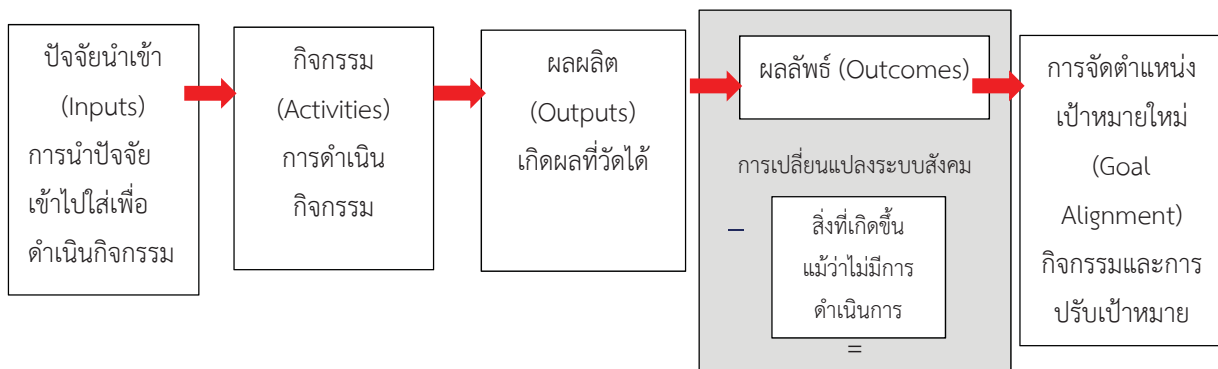 ปัจจัยนำเข้า
(Inputs)
การนำปัจจัย
เข้าไปใส่เพื่อ
ดำเนินกิจกรรม
กิจกรรม
(Activities)
การดำเนิน
กิจกรรม
ผลผลิต
(Outputs)
เกิดผลที่วัดได้
ผลลัพธ์ (Outcomes)
การเปลี่ยนแปลงระบบสังคม
–
สิ่งที่เกิดขึ้น
แม้ว่าไม่มีการ
ดำเนินการ
=
การจัดตำแหน่ง
เป้าหมายใหม่
(Goal
Alignment)
กิจกรรมและการ
ปรับเป้าหมาย